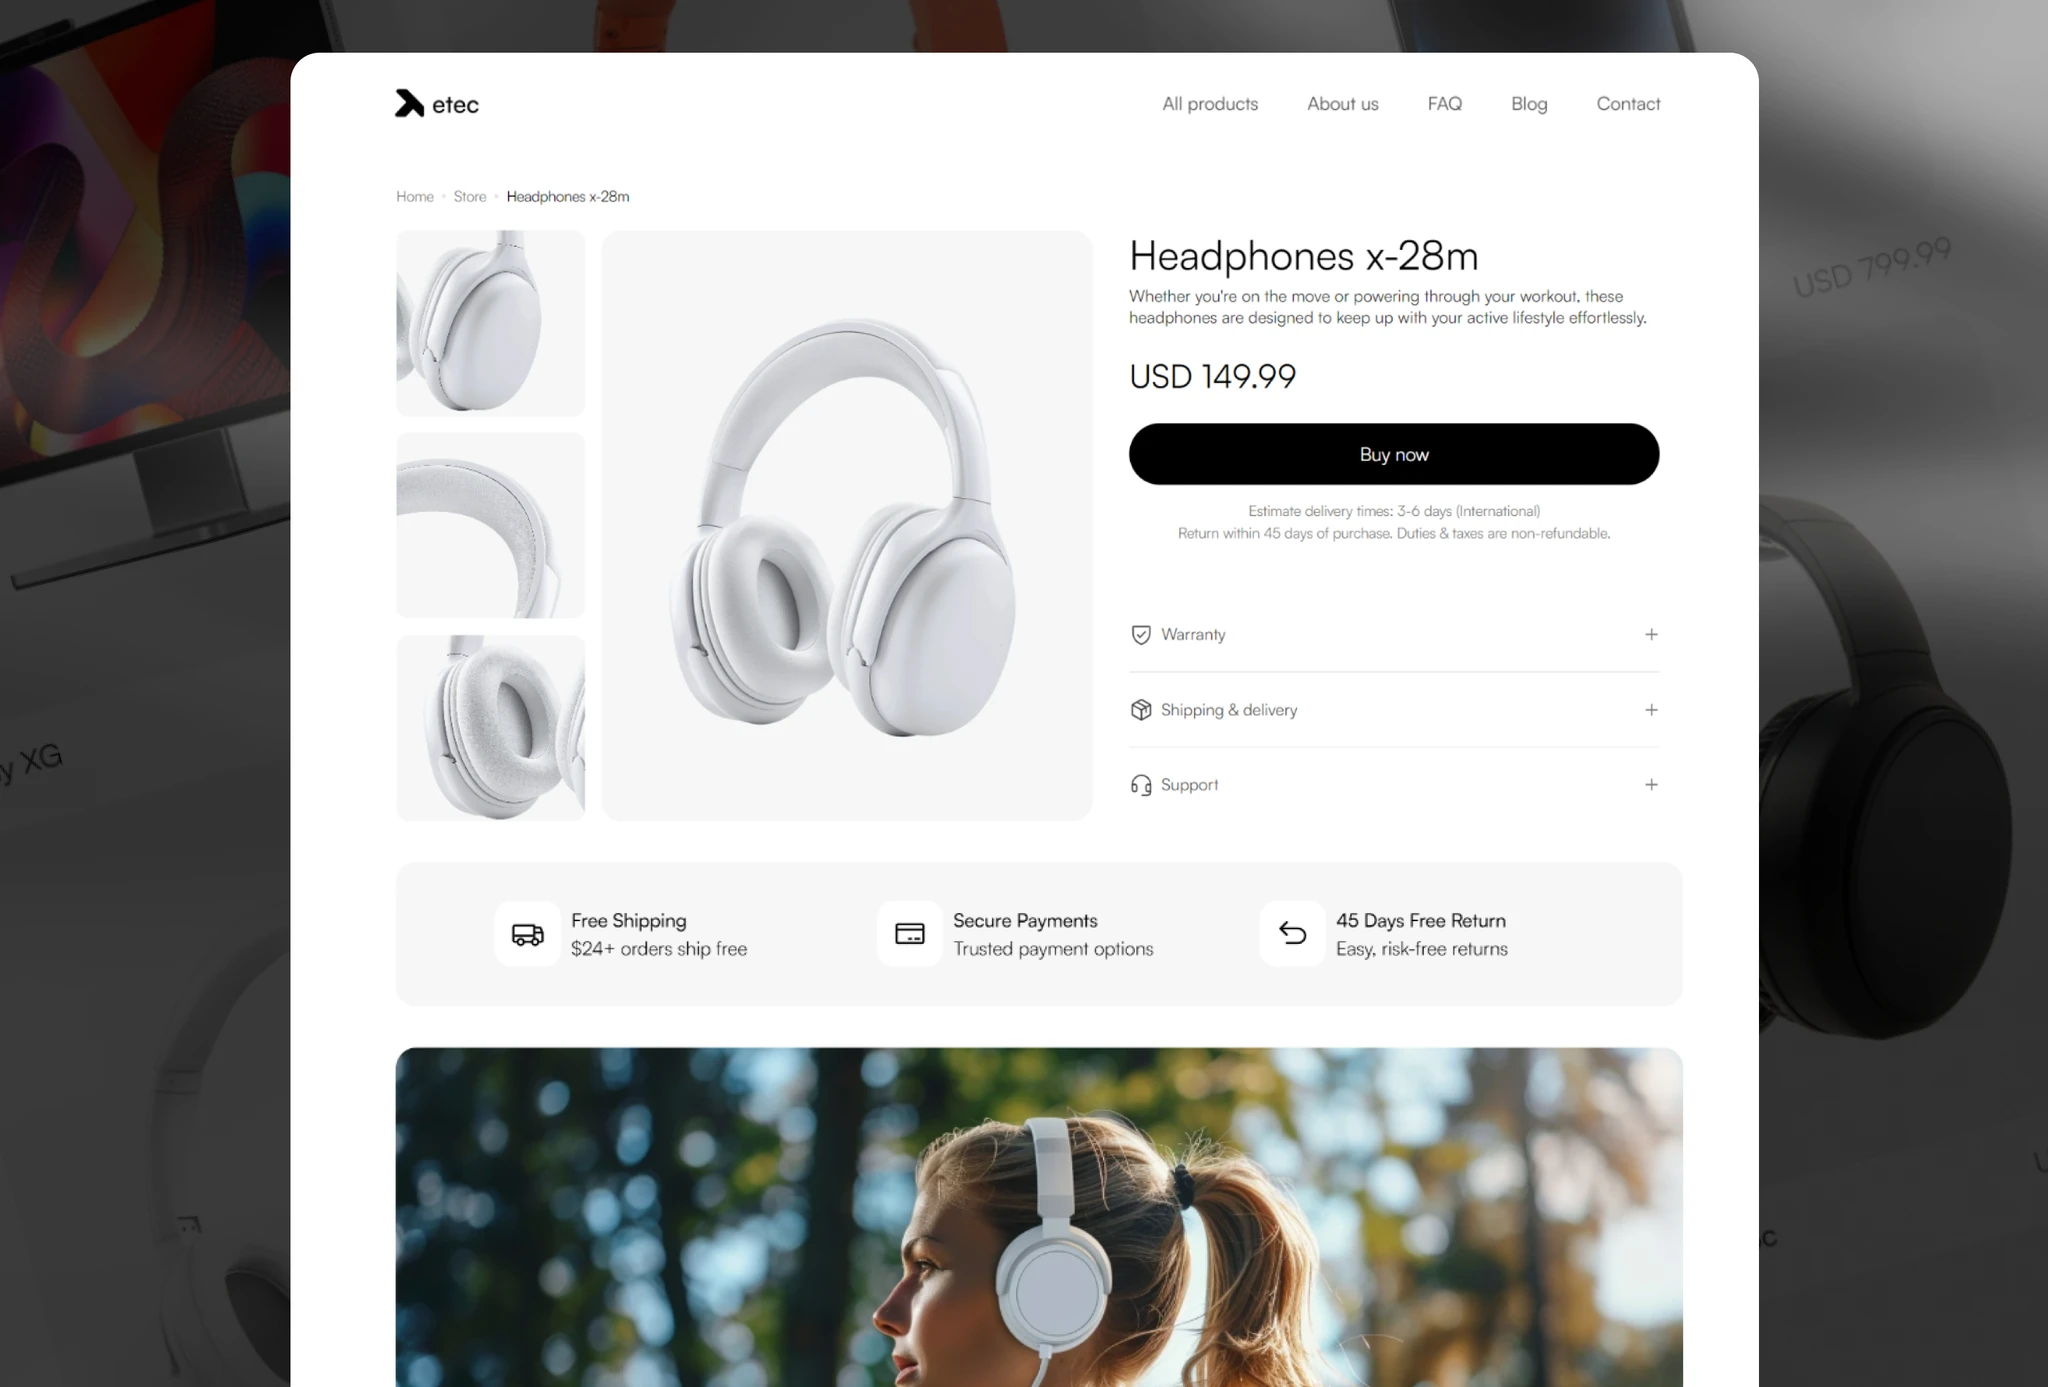 etec
All products
About us
FAQ
Blog
Contact
Home
Store
Headphones x-28m
Headphones x-28m
Whether you're on the move or powering through your workout, these
headphones are designed to keep up with your active lifestyle effortlessly.
USD 149.99
Buy now
Estimate delivery times: 3-6 days (International)
Return within 45 days of purchase. Duties & taxes are non-refundable.
Warranty
Shipping & delivery
Support
Free Shipping
$24+ orders ship free
Secure Payments
Trusted payment options
45 Days Free Return
Easy, risk-free returns
USD 799.99
XG